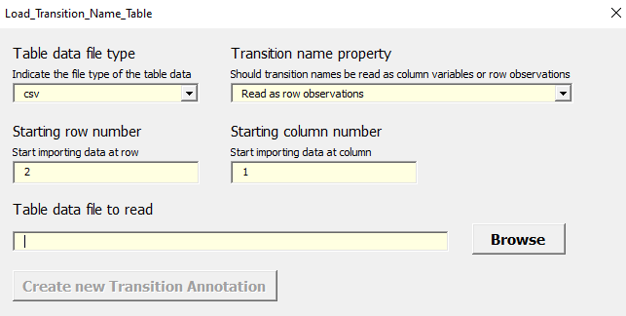 Load_Transition_Name_Table
Table data file type
Transition name property
Indicate the file type of the table data
Should transition names be read as column variables or row observations
csv
Read as row observations
Starting row number
Starting column number
Start importing data at row
Start importing data at column
2
1
Table data file to read
Browse
Create new Transition Annotation